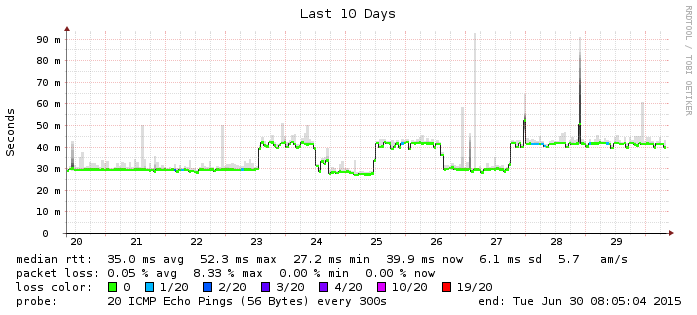 Last 10 Days
RRDTOOL / TOBI OETIKER
Seconds
90 m
80 m
70 m
60 m
50 m
40 m
30 m
20 m
10 m
0
20 21 22 23 24 25 26 27 28 29
median rtt: 35.0 ms avg 52.3 ms max 27.2 ms min 39.9 ms now 6.1 ms sd 5.7 am/s
packet loss: 0.05 % avg 8.33 % max 0.00 % min 0.00 % now
loss color: 0 1/20 2/20 3/20 4/20 10/20 19/20
probe: 20 ICMP Echo Pings (56 Bytes) every 300s end: Tue Jun 30 08:05:04 2015